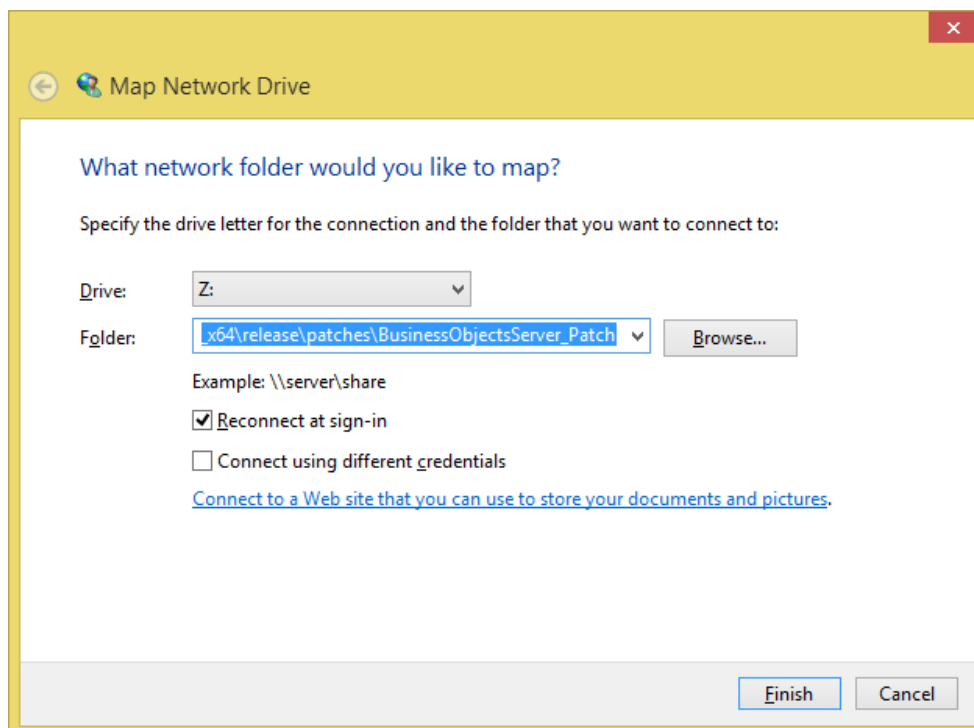 Map Network Drive
What network folder would you like to map?
Specify the drive letter for the connection and the folder that you want to connect to:
Drive: Z:
Folder: _x64\release\patches\BusinessObjectsServer_Patch Browse...
Example: \\server\share
Reconnect at sign-in
Connect using different credentials
Connect to a Web site that you can use to store your documents and pictures.
Finish Cancel